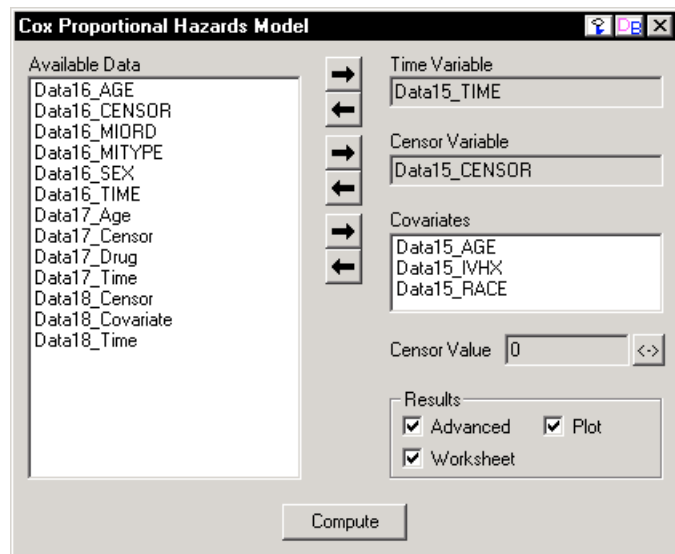 Cox Proportional Hazards Model
DB
Available Data
Data16_AGE
Data16_CENSOR
Data16_MIORD
Data16_MITYPE
Data16_SEX
Data16_TIME
Data17_Age
Data17_Censor
Data17_Drug
Data17_Time
Data18_Censor
Data18_Covariate
Data18_Time
Time Variable
Data15_TIME
Censor Variable
Data15_CENSOR
Covariates
Data15_AGE
Data15_IVHX
Data15_RACE
Censor Value 0 <->
Results
Advanced Plot
Worksheet
Compute